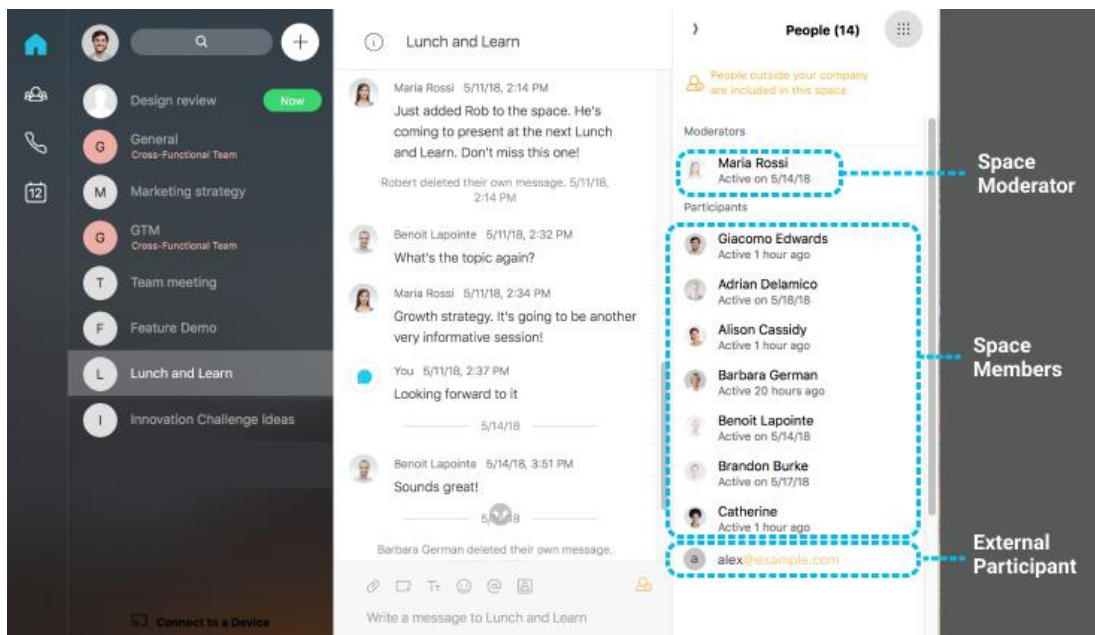 Design review
Now
G
General
Cross-Functional Team
M
Marketing strategy
G
GTM
Cross-Functional Team
T
Team meeting
F
Feature Demo
L
Lunch and Learn
I
Innovation Challenge Ideas
12
Connect to a Device
Lunch and Learn
Maria Rossi 5/11/18, 2:14 PM
Just added Rob to the space. He's
coming to present at the next Lunch
and Learn. Don't miss this one!
Robert deleted their own message. 5/11/18,
2:14 PM
Benoit Lapointe 5/11/18, 2:32 PM
What's the topic again?
Maria Rossi 5/11/18, 2:34 PM
Growth strategy. It's going to be another
very informative session!
You 5/11/18, 2:37 PM
Looking forward to it
5/14/18
Benoit Lapointe 5/14/18, 3:51 PM
Sounds great!
Barbara German deleted their own message.
Write a message to Lunch and Learn
People (14)
People outside your company
are included in this space
Moderators
Maria Rossi
Active on 5/14/18
Participants
Giacomo Edwards
Active 1 hour ago
Adrian Delamico
Active on 5/18/18
Alison Cassidy
Active 1 hour ago
Barbara German
Active 20 hours ago
Benoit Lapointe
Active on 5/14/18
Brandon Burke
Active on 5/17/18
Catherine
Active 1 hour ago
a
alex@example.com
Space
Moderator
Space
Members
External
Participant